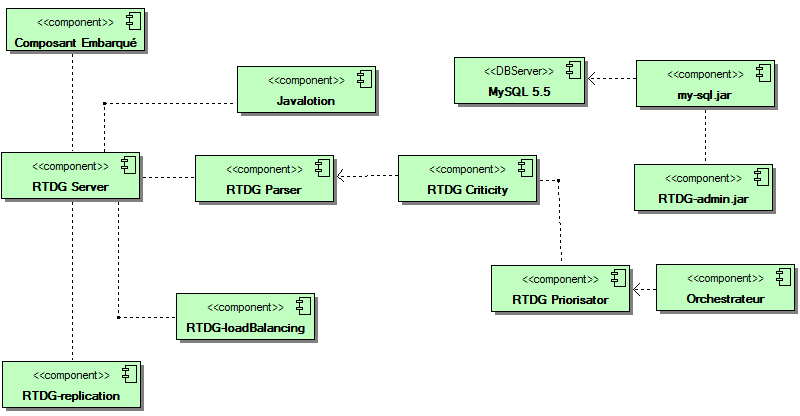 <<component>>
Composant Embarqué
<<component>>
Javalotion
<<DBServer>>
MySQL 5.5
<<component>>
my-sql.jar
<<component>>
RTDG Server
<<component>>
RTDG Parser
<<component>>
RTDG Criticity
<<component>>
RTDG-admin.jar
<<component>>
RTDG Priorisator
<<component>>
Orchestrateur
<<component>>
RTDG-loadBalancing
<<component>>
RTDG-replication